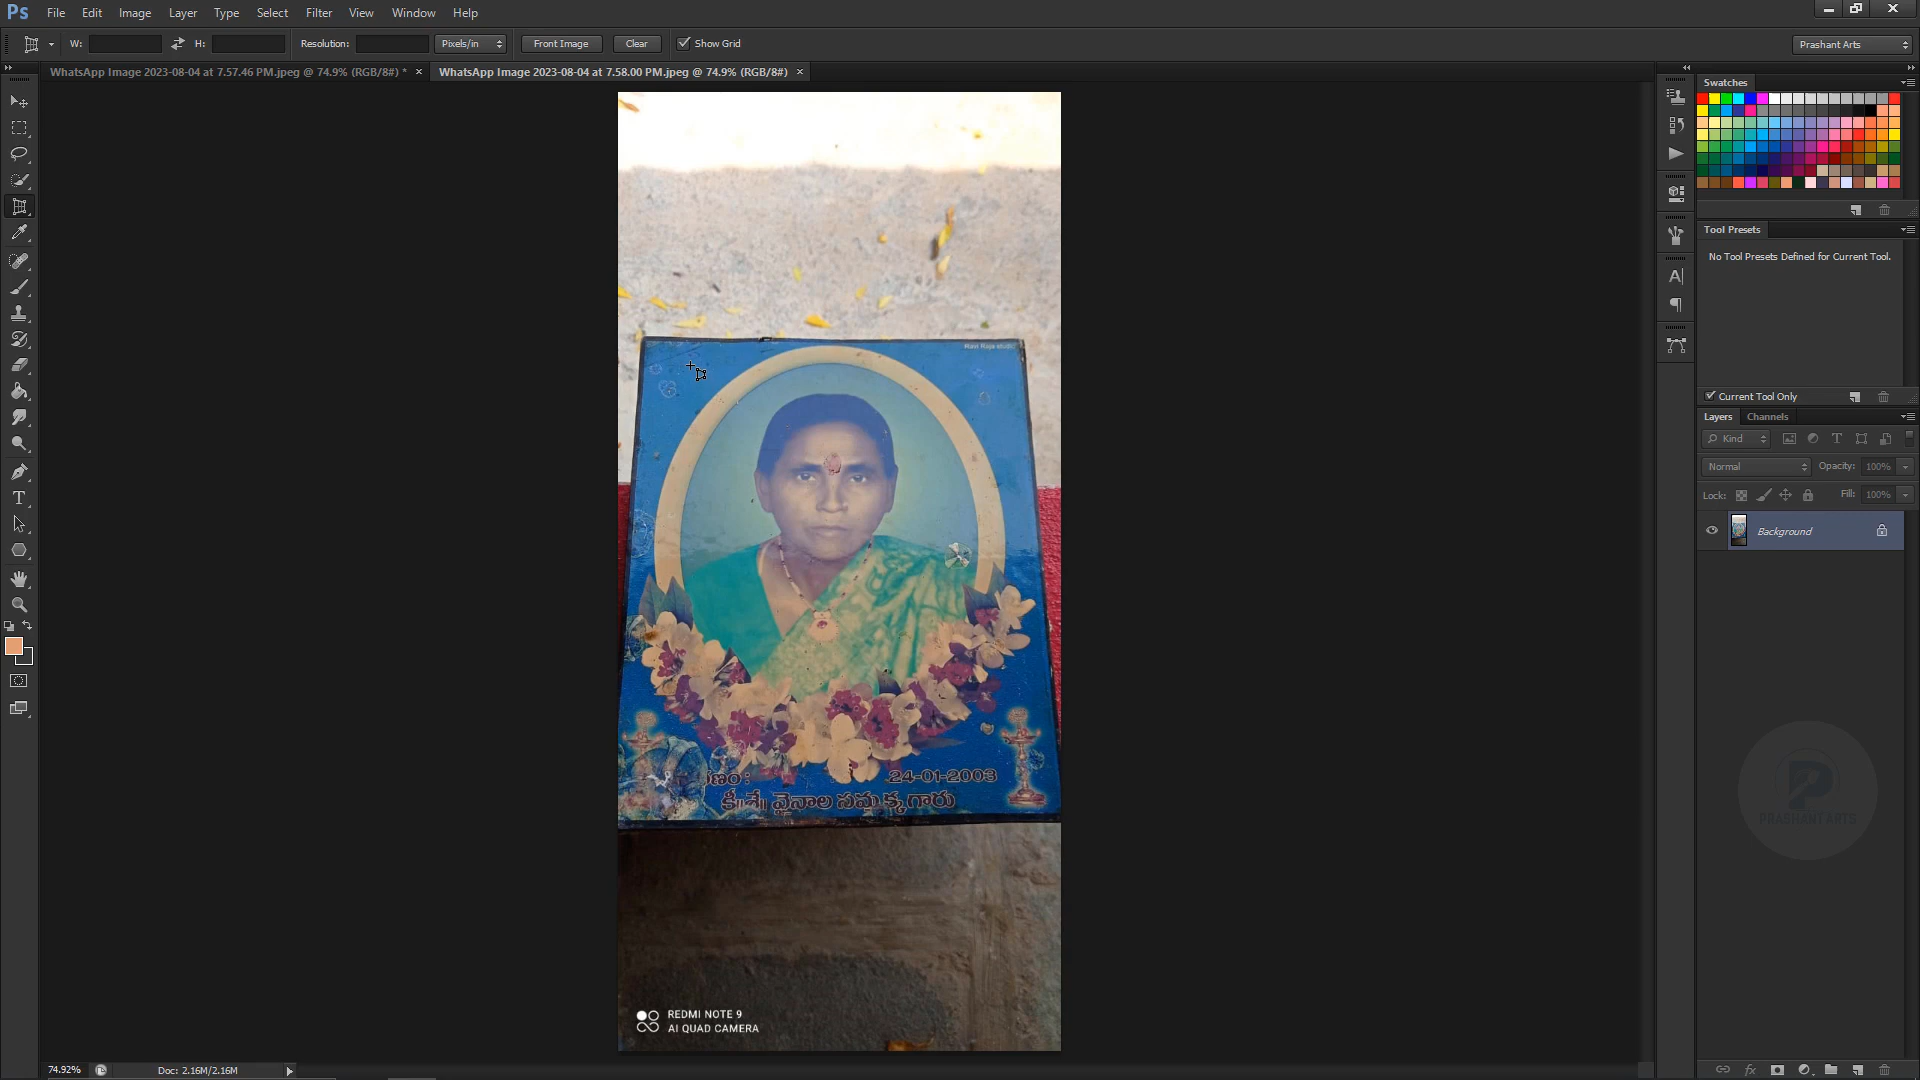 Ps File Edit Image Layer Type Select Filter View Window Help
W: H: Resolution: Pixels/in Front Image Clear Show Grid Prashant Arts
WhatsApp Image 2023-08-04 at 7.57.46 PM.jpeg @ 74.9% (RGB/8#) * × WhatsApp Image 2023-08-04 at 7.58.00 PM.jpeg @ 74.9% (RGB/8#) ×
Swatches
Tool Presets
No Tool Presets Defined for Current Tool.
Current Tool Only
Layers Channels
Kind
Normal Opacity: 100%
Lock: Fill: 100%
Background
24-01-2003
గారు
PRASHANT ARTS
REDMI NOTE 9
AI QUAD CAMERA
74.92% Doc: 2.16M/2.16M